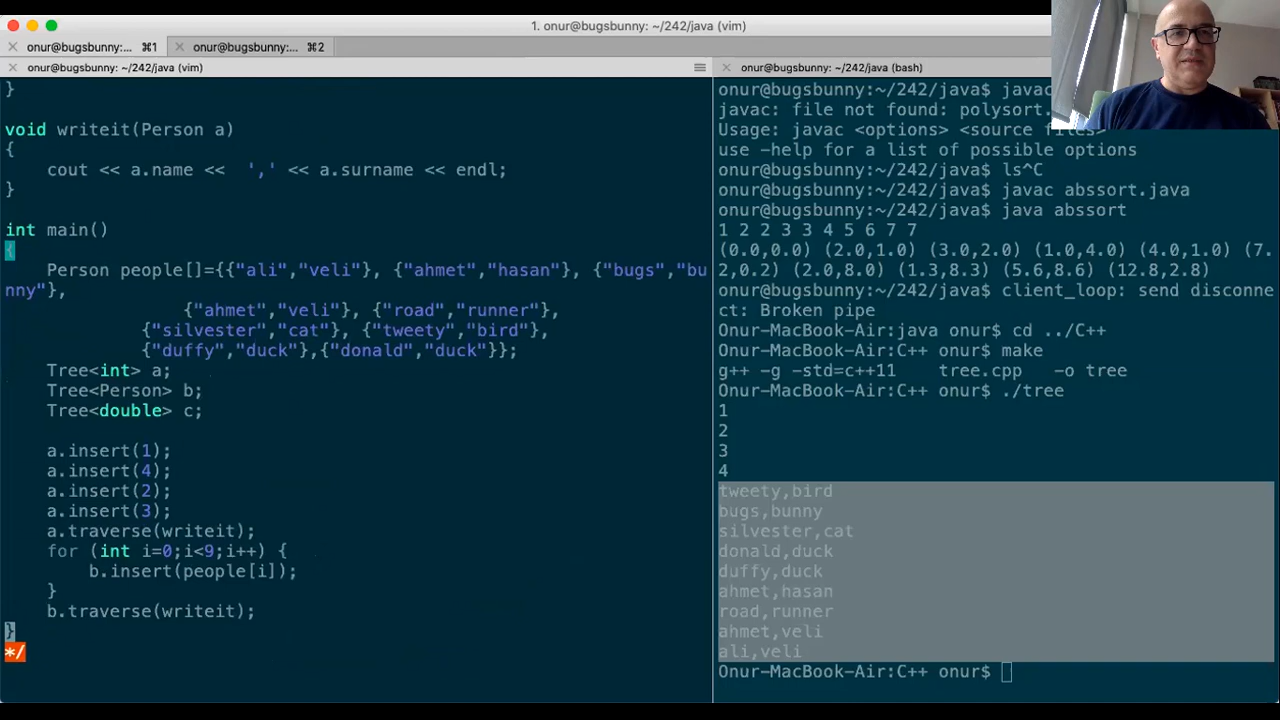 1. onur@bugsbunny: ~/242/java (vim)
onur@bugsbunny:... ⌘1
onur@bugsbunny: ~/... ⌘2
onur@bugsbunny: ~/242/java (vim)
}
void writeit(Person a)
{
cout << a.name << ',' << a.surname << endl;
}
int main()
{
Person people[]={{"ali","veli"}, {"ahmet","hasan"}, {"bugs","bu
nny"},
{"ahmet","veli"}, {"road","runner"},
{"silvester","cat"}, {"tweety","bird"},
{"duffy","duck"},{"donald","duck"}};
Tree<int> a;
Tree<Person> b;
Tree<double> c;
a.insert(1);
a.insert(4);
a.insert(2);
a.insert(3);
a.traverse(writeit);
for (int i=0;i<9;i++) {
b.insert(people[i]);
}
b.traverse(writeit);
}
*/
onur@bugsbunny: ~/242/java (bash)
onur@bugsbunny:~/242/java$ javac
javac: file not found: polysort.
Usage: javac <options> <source files>
use -help for a list of possible options
onur@bugsbunny:~/242/java$ ls^C
onur@bugsbunny:~/242/java$ javac abssort.java
onur@bugsbunny:~/242/java$ java abssort
1 2 2 3 3 4 5 6 7 7
(0.0,0.0) (2.0,1.0) (3.0,2.0) (1.0,4.0) (4.0,1.0) (7.
2,0.2) (2.0,8.0) (1.3,8.3) (5.6,8.6) (12.8,2.8)
onur@bugsbunny:~/242/java$ client_loop: send disconne
ct: Broken pipe
Onur-MacBook-Air:java onur$ cd ../C++
Onur-MacBook-Air:C++ onur$ make
g++ -g -std=c++11 tree.cpp -o tree
Onur-MacBook-Air:C++ onur$ ./tree
1
2
3
4
tweety,bird
bugs,bunny
silvester,cat
donald,duck
duffy,duck
ahmet,hasan
road,runner
ahmet,veli
ali,veli
Onur-MacBook-Air:C++ onur$